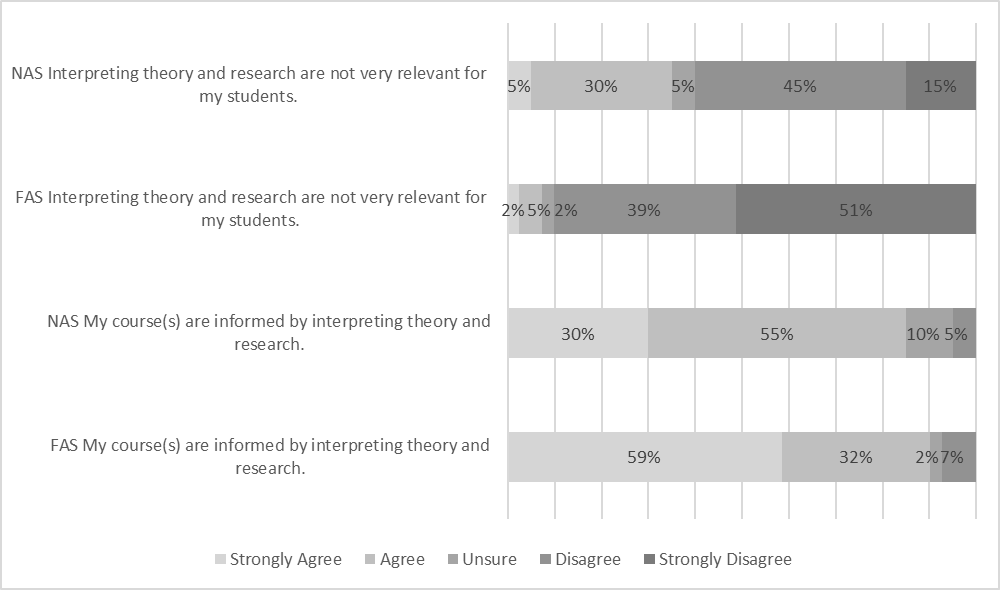 NAS Interpreting theory and research are not very relevant for
my students.
5% 30% 5% 45% 15%
FAS Interpreting theory and research are not very relevant for
my students.
2% 5% 2% 39% 51%
NAS My course(s) are informed by interpreting theory and
research.
30% 55% 10% 5%
FAS My course(s) are informed by interpreting theory and
research.
59% 32% 2% 7%
Strongly Agree Agree Unsure Disagree Strongly Disagree